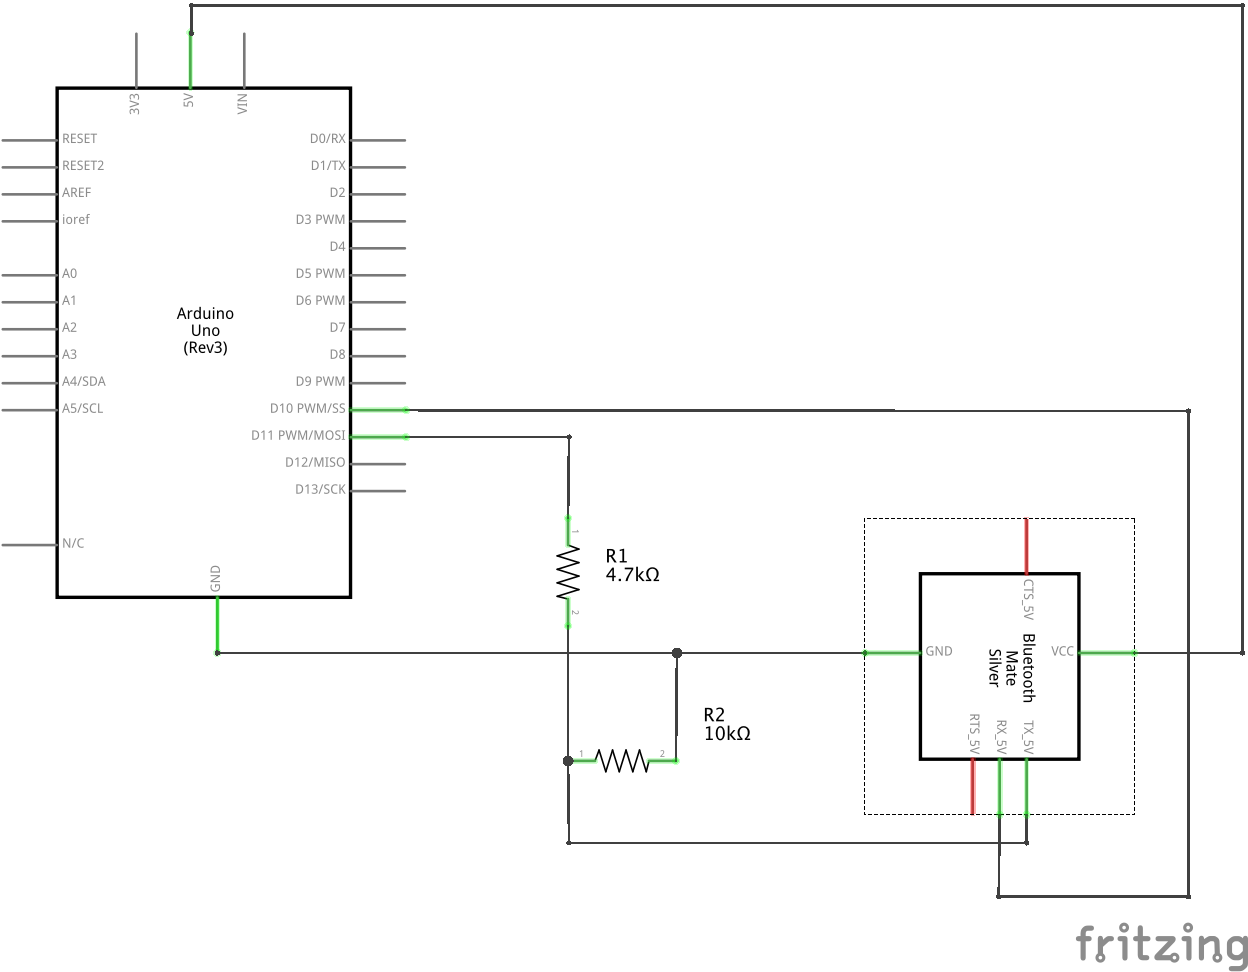 3V3
5V
VIN
RESET
RESET2
AREF
ioref
A0
A1
A2
A3
A4/SDA
A5/SCL
N/C
Arduino
Uno
(Rev3)
D0/RX
D1/TX
D2
D3 PWM
D4
D5 PWM
D6 PWM
D7
D8
D9 PWM
D10 PWM/SS
D11 PWM/MOSI
D12/MISO
D13/SCK
GND
1
R1
4.7kΩ
2
R2
10kΩ
1
2
CTS_5V
GND
Bluetooth
Mate
Silver
VCC
RTS_5V
RX_5V
TX_5V
fritzing